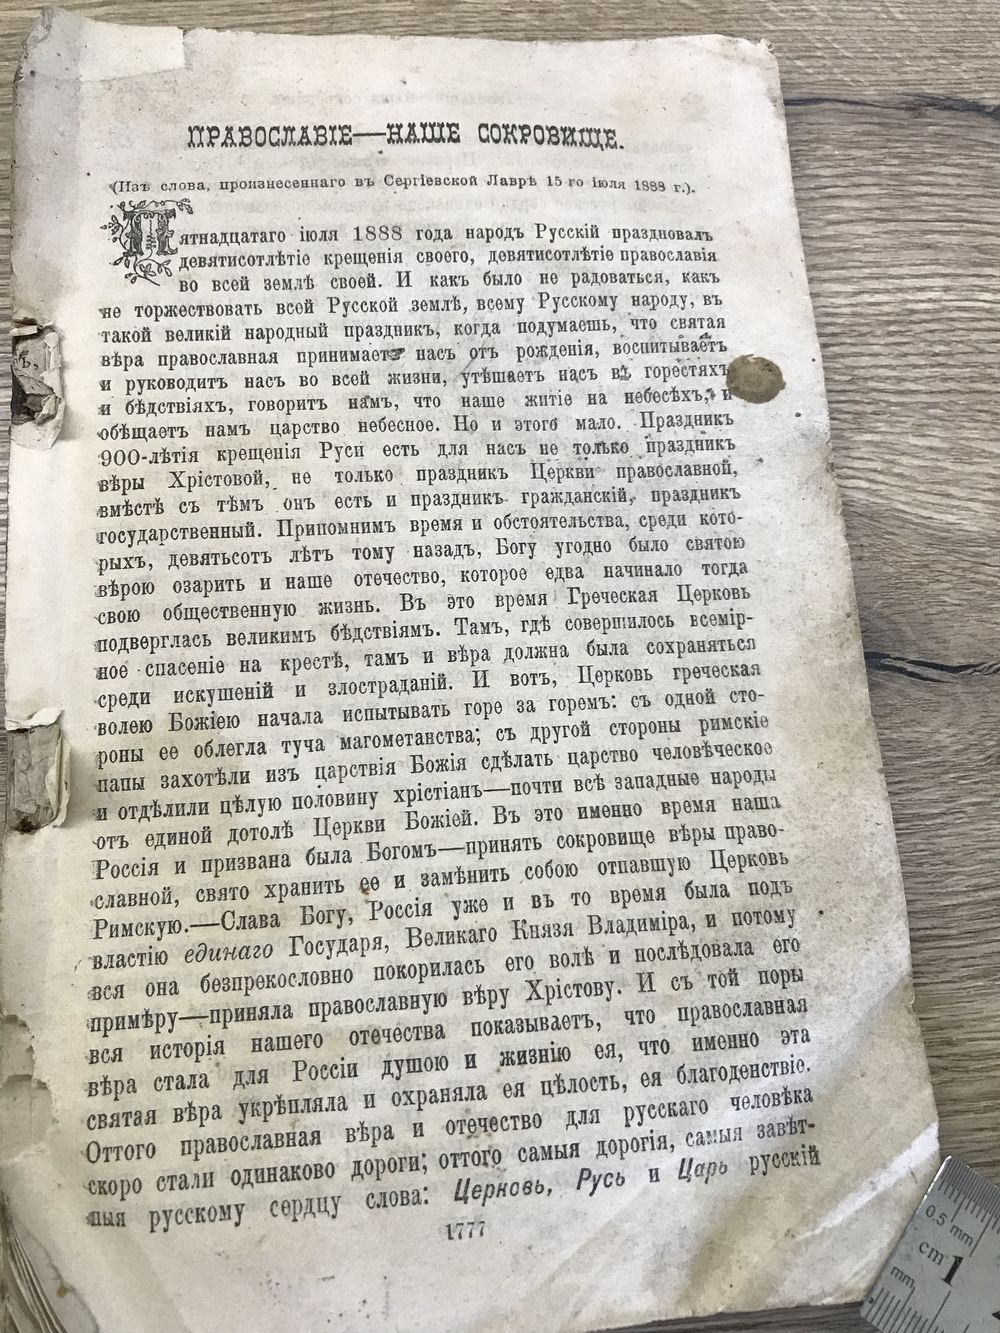 ПРАВОСЛАВІЕ—НАШЕ СОКРОВИЩЕ.
(Изъ слова, произнесеннаго въ Сергіевской Лаврѣ 15-го іюля 1888 г.).
Пятнадцатаго іюля 1888 года народъ Русскій праздновалъ
девятисотлѣтіе крещенія своего, девятисотлѣтіе православія
во всей землѣ своей. И какъ было не радоваться, какъ
не торжествовать всей Русской землѣ, всему Русскому народу, въ
такой великій народный праздникъ, когда подумаешь, что святая
вѣра православная принимаетъ насъ отъ рожденія, воспитываетъ
и руководитъ насъ во всей жизни, утѣшаетъ насъ въ горестяхъ
и бѣдствіяхъ, говоритъ намъ, что наше житіе на небесѣхъ, и
обѣщаетъ намъ царство небесное. Но и этого мало. Праздникъ
900-лѣтія крещенія Руси есть для насъ не только праздникъ
вѣры Хрістовой, не только праздникъ Церкви православной,
вмѣстѣ съ тѣмъ онъ есть и праздникъ гражданскій, праздникъ
государственный. Припомнимъ время и обстоятельства, среди кото-
рыхъ, девятьсотъ лѣтъ тому назадъ, Богу угодно было святою
вѣрою озарить и наше отечество, которое едва начинало тогда
свою общественную жизнь. Въ это время Греческая Церковь
подверглась великимъ бѣдствіямъ. Тамъ, гдѣ совершилось всемір-
ное спасеніе на крестѣ, тамъ и вѣра должна была сохраняться
среди искушеній и злостраданій. И вотъ, Церковь греческая
волею Божіею начала испытывать горе за горемъ: съ одной сто-
роны ее облегла туча магометанства; съ другой стороны римскіе
папы захотѣли изъ царствія Божія сдѣлать царство человѣческое
и отдѣлили цѣлую половину хрістіанъ—почти всѣ западные народы
отъ единой дотолѣ Церкви Божіей. Въ это именно время наша
Россія и призвана была Богомъ—принять сокровище вѣры право-
славной, свято хранить ее и замѣнить собою отпавшую Церковь
Римскую.—Слава Богу, Россія уже и въ то время была подъ
властію единаго Государя, Великаго Князя Владиміра, и потому
вся она безпрекословно покорилась его волѣ и послѣдовала его
примѣру—приняла православную вѣру Хрістову. И съ той поры
вся исторія нашего отечества показываетъ, что православная
вѣра стала для Россіи душою и жизнію ея, что именно эта
святая вѣра укрѣпляла и охраняла ея цѣлость, ея благоденствіе.
Оттого православная вѣра и отечество для русскаго человѣка
скоро стали одинаково дороги; оттого самыя дорогія, самыя завѣт-
ныя русскому сердцу слова: Церковь, Русь и Царь русскій
1777
0.5 mm
cm 1
mm